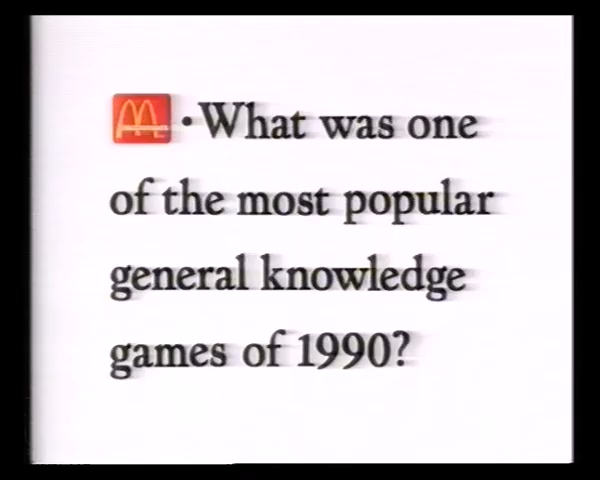 • What was one
of the most popular
general knowledge
games of 1990?